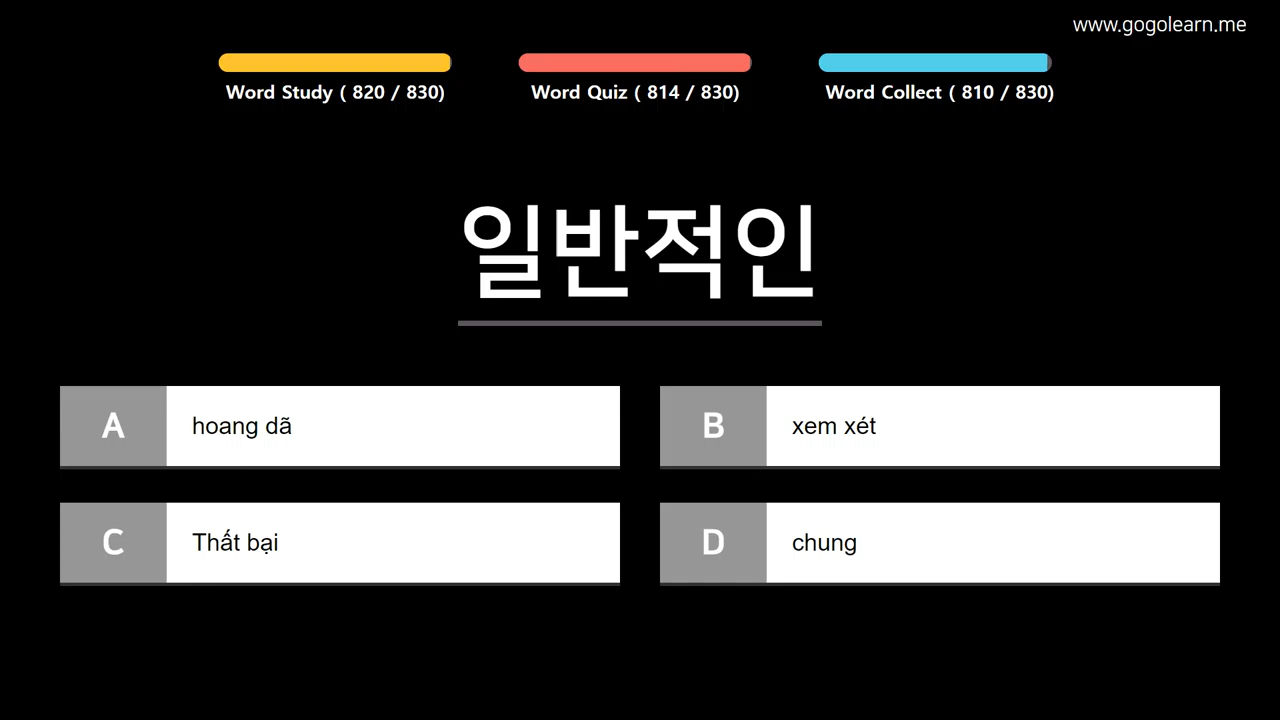 www.gogolearn.me
Word Study ( 820 / 830)
Word Quiz ( 814 / 830)
Word Collect ( 810 / 830)
일반적인
A hoang dã
B xem xét
C Thất bại
D chung